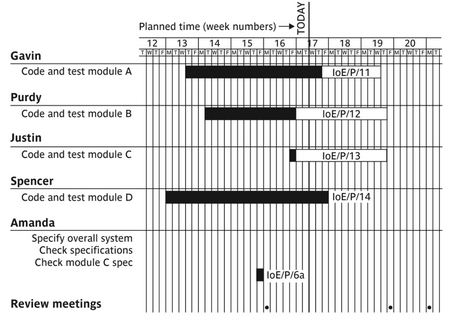 TODAY
Planned time (week numbers)
12 13 14 15 16 17 18 19 20
Gavin
Code and test module A IoE/P/11
Purdy
Code and test module B IoE/P/12
Justin
Code and test module C IoE/P/13
Spencer
Code and test module D IoE/P/14
Amanda
Specify overall system
Check specifications
Check module C spec
IoE/P/6a
Review meetings